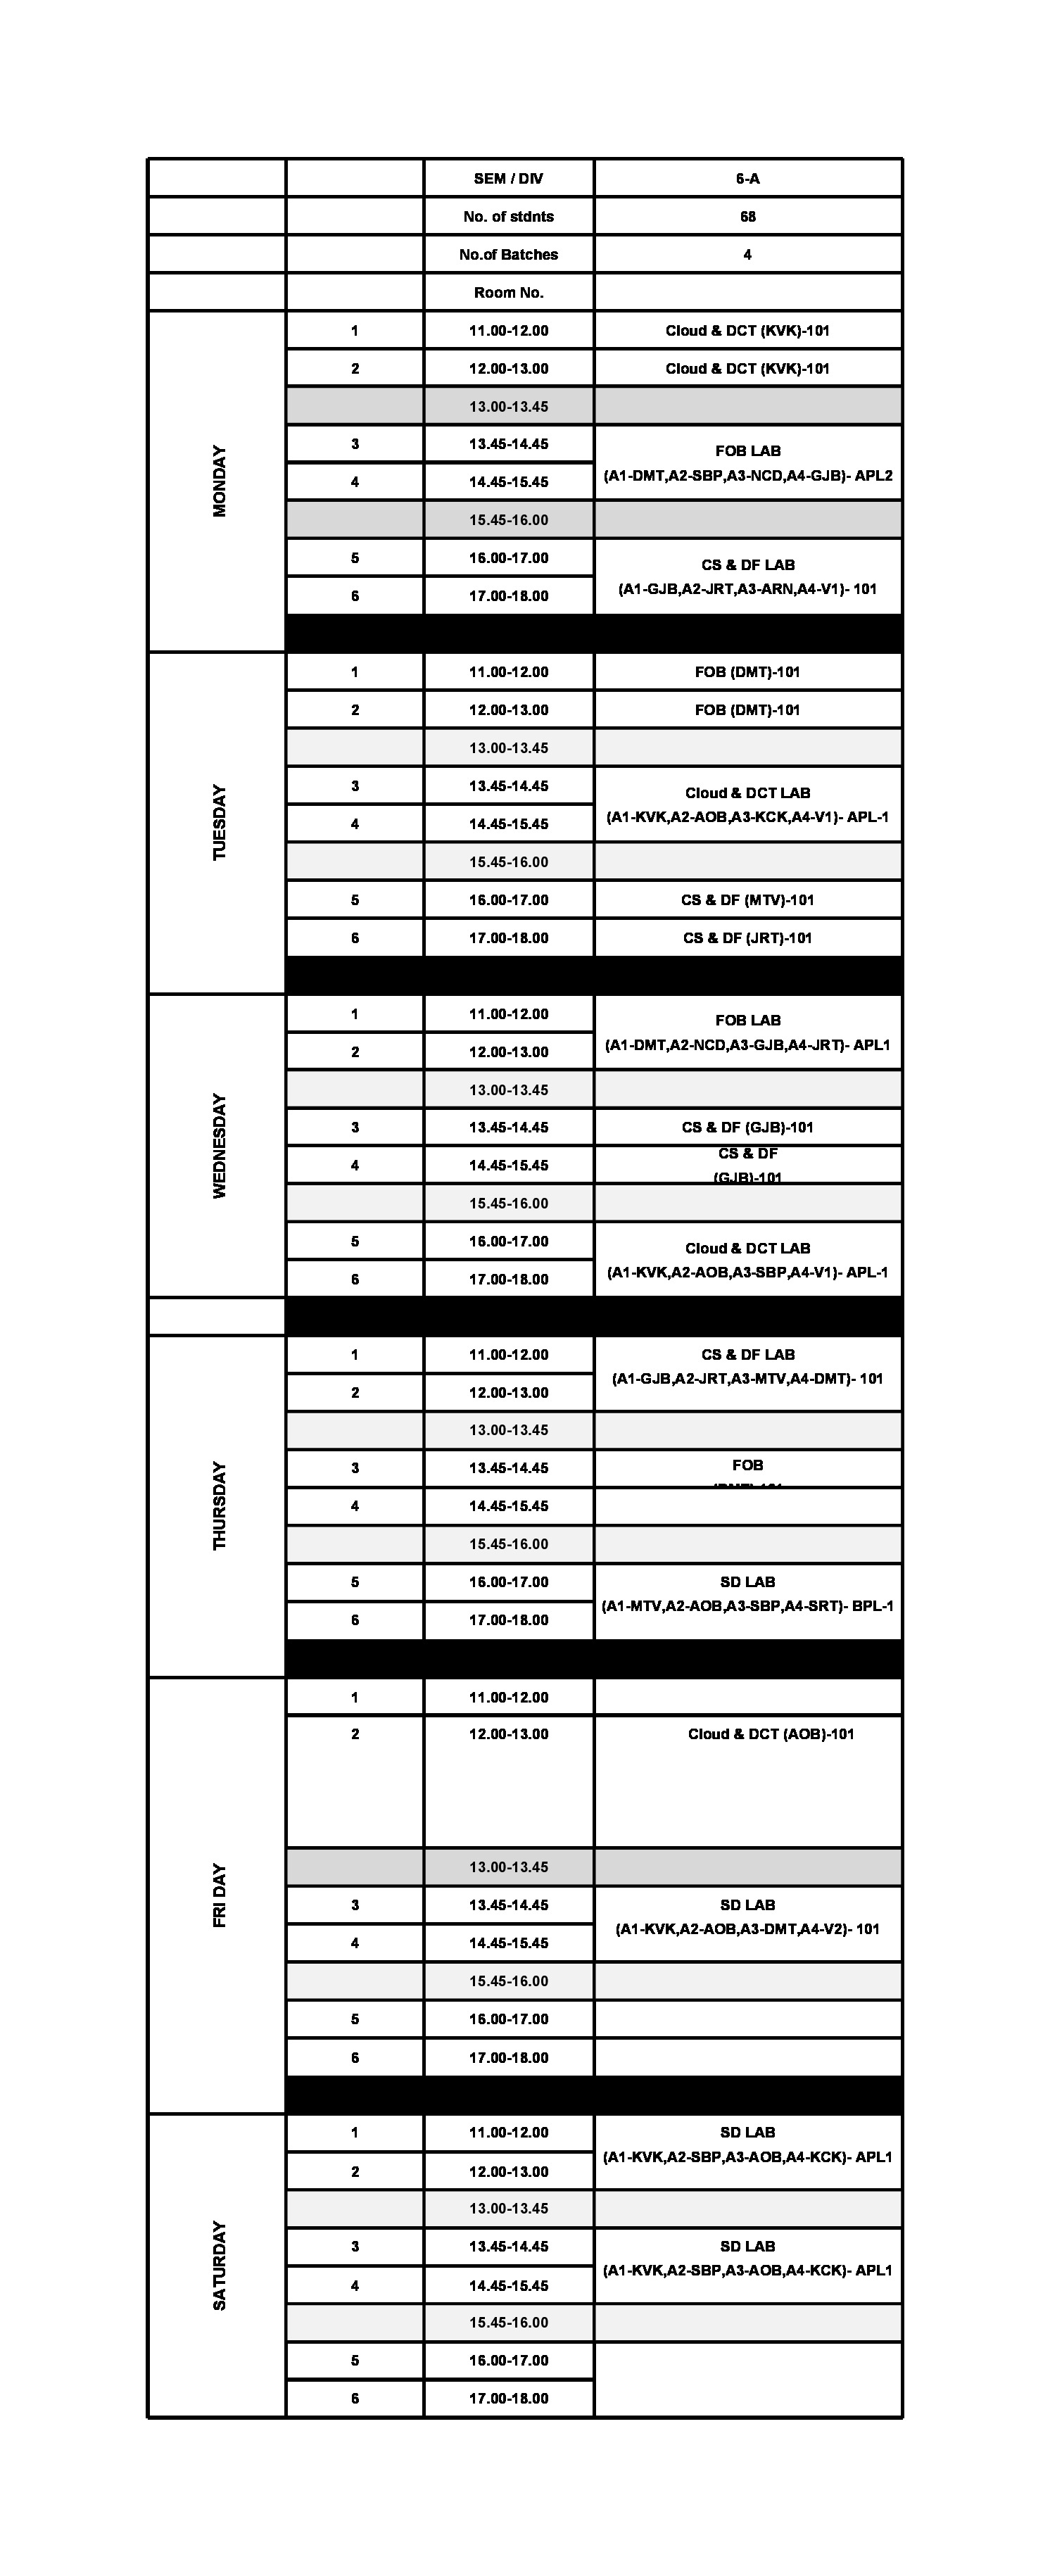 SEM / DIV 6-A
No. of stdnts 68
No.of Batches 4
Room No.
MONDAY
1 11.00-12.00 Cloud & DCT (KVK)-101
2 12.00-13.00 Cloud & DCT (KVK)-101
13.00-13.45
3 13.45-14.45 FOB LAB
4 14.45-15.45 (A1-DMT,A2-SBP,A3-NCD,A4-GJB)- APL2
15.45-16.00
5 16.00-17.00 CS & DF LAB
6 17.00-18.00 (A1-GJB,A2-JRT,A3-ARN,A4-V1)- 101
TUESDAY
1 11.00-12.00 FOB (DMT)-101
2 12.00-13.00 FOB (DMT)-101
13.00-13.45
3 13.45-14.45 Cloud & DCT LAB
4 14.45-15.45 (A1-KVK,A2-AOB,A3-KCK,A4-V1)- APL-1
15.45-16.00
5 16.00-17.00 CS & DF (MTV)-101
6 17.00-18.00 CS & DF (JRT)-101
WEDNESDAY
1 11.00-12.00 FOB LAB
2 12.00-13.00 (A1-DMT,A2-NCD,A3-GJB,A4-JRT)- APL1
13.00-13.45
3 13.45-14.45 CS & DF (GJB)-101
CS & DF
4 14.45-15.45
(GJB)-101
15.45-16.00
5 16.00-17.00 Cloud & DCT LAB
6 17.00-18.00 (A1-KVK,A2-AOB,A3-SBP,A4-V1)- APL-1
THURSDAY
1 11.00-12.00 CS & DF LAB
2 12.00-13.00 (A1-GJB,A2-JRT,A3-MTV,A4-DMT)- 101
13.00-13.45
3 13.45-14.45 FOB
4 14.45-15.45
15.45-16.00
5 16.00-17.00 SD LAB
6 17.00-18.00 (A1-MTV,A2-AOB,A3-SBP,A4-SRT)- BPL-1
FRI DAY
1 11.00-12.00
2 12.00-13.00 Cloud & DCT (AOB)-101
13.00-13.45
3 13.45-14.45 SD LAB
4 14.45-15.45 (A1-KVK,A2-AOB,A3-DMT,A4-V2)- 101
15.45-16.00
5 16.00-17.00
6 17.00-18.00
SATURDAY
1 11.00-12.00 SD LAB
2 12.00-13.00 (A1-KVK,A2-SBP,A3-AOB,A4-KCK)- APL1
13.00-13.45
3 13.45-14.45 SD LAB
4 14.45-15.45 (A1-KVK,A2-SBP,A3-AOB,A4-KCK)- APL1
15.45-16.00
5 16.00-17.00
6 17.00-18.00